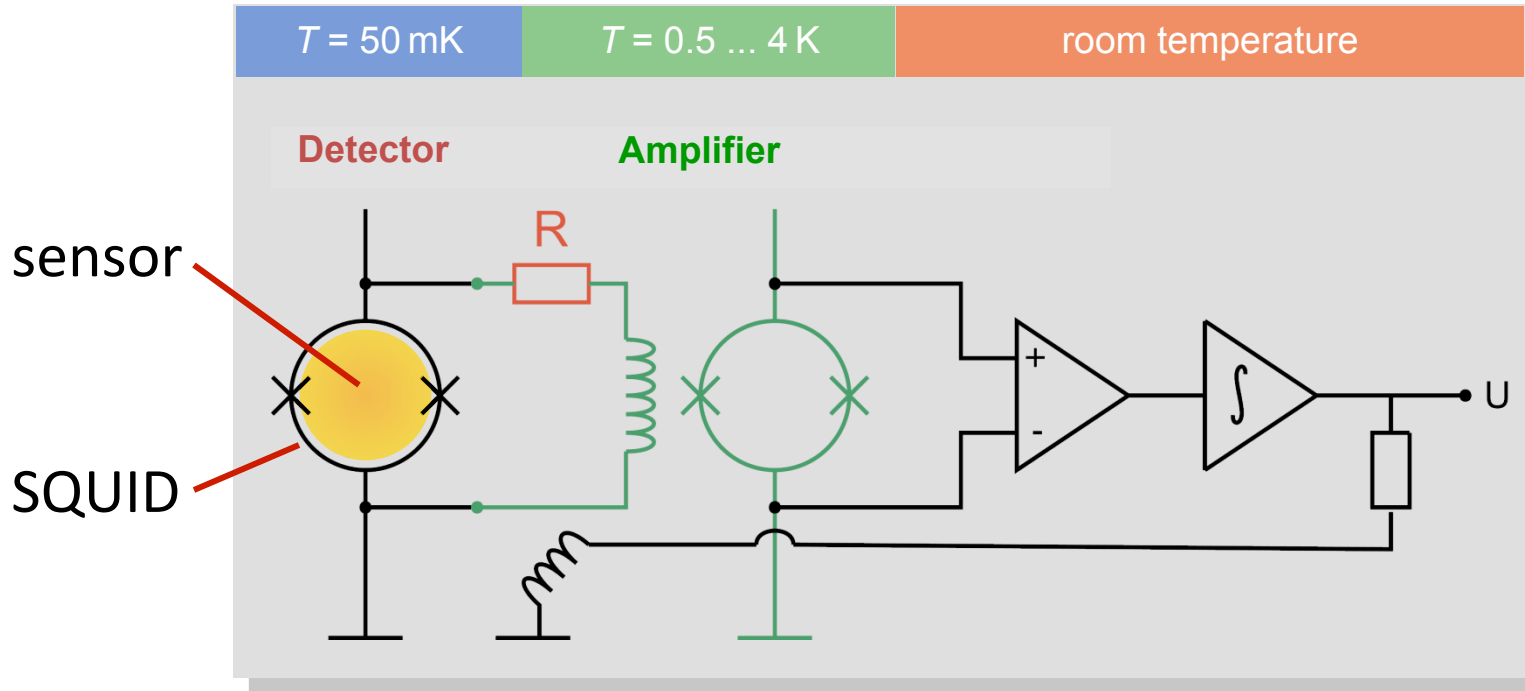 T = 50 mK
T = 0.5 ... 4 K
room temperature
Detector
Amplifier
R
sensor
SQUID
+
-
∫
U